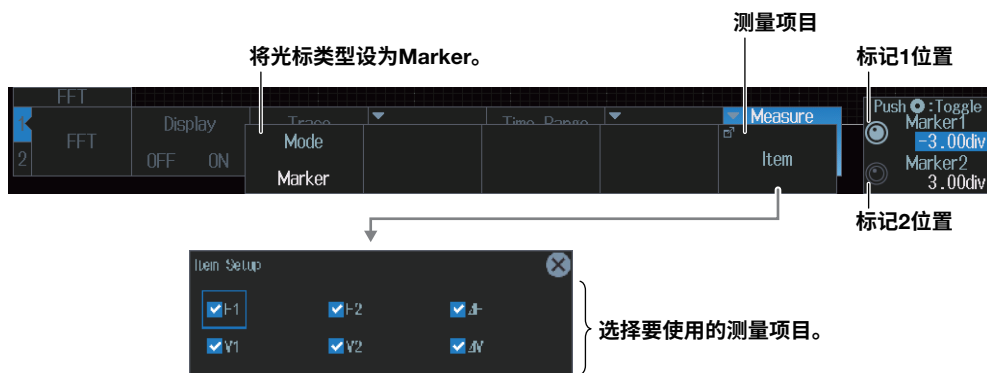 测量项目
将光标类型设为Marker。
标记1位置
FFT
1
2
FFT
Display
OFF ON
Trace
Time Range
Measure
Mode
Marker
Item
Push :Toggle
Marker1
-3.00div
Marker2
3.00div
标记2位置
Item Setup
F1
F2
ΔF
V1
V2
ΔV
选择要使用的测量项目。